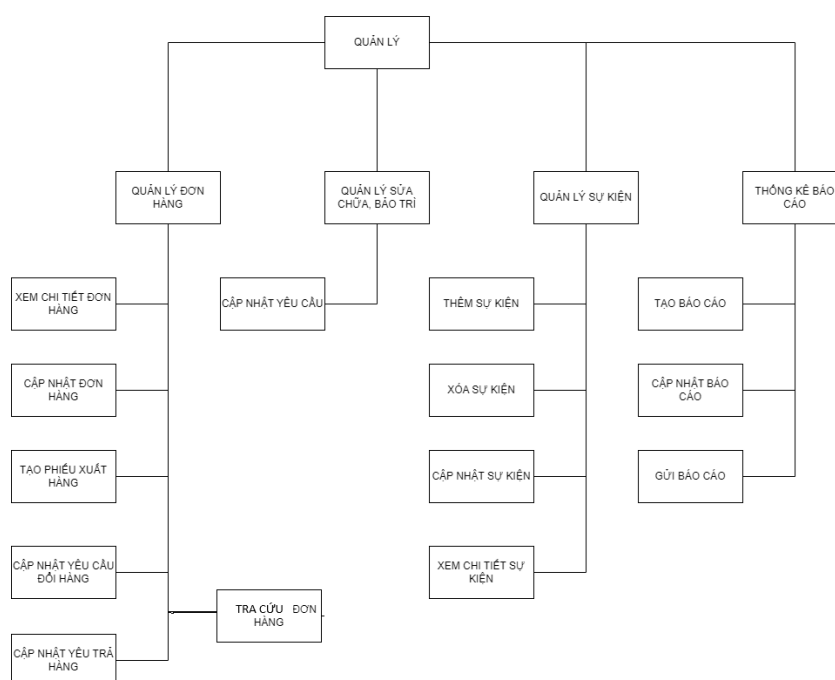 QUẢN LÝ
QUẢN LÝ ĐƠN
HÀNG
QUẢN LÝ SỬA
CHỮA, BẢO TRÌ
QUẢN LÝ SỰ KIỆN
THỐNG KÊ BÁO
CÁO
XEM CHI TIẾT ĐƠN
HÀNG
CẬP NHẬT YÊU CẦU
THÊM SỰ KIỆN
TẠO BÁO CÁO
CẬP NHẬT ĐƠN
HÀNG
XÓA SỰ KIỆN
CẬP NHẬT BÁO
CÁO
TẠO PHIẾU XUẤT
HÀNG
CẬP NHẬT SỰ KIỆN
GỬI BÁO CÁO
CẬP NHẬT YÊU CẦU
ĐỔI HÀNG
XEM CHI TIẾT SỰ
KIỆN
TRA CỨU ĐƠN
HÀNG
CẬP NHẬT YÊU TRẢ
HÀNG